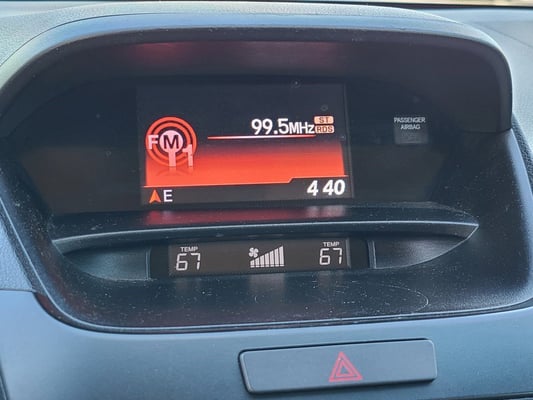 FM1
99.5MHz
ST
RDS
PASSENGER
AIRBAG
E
4 40
TEMP
67
TEMP
67